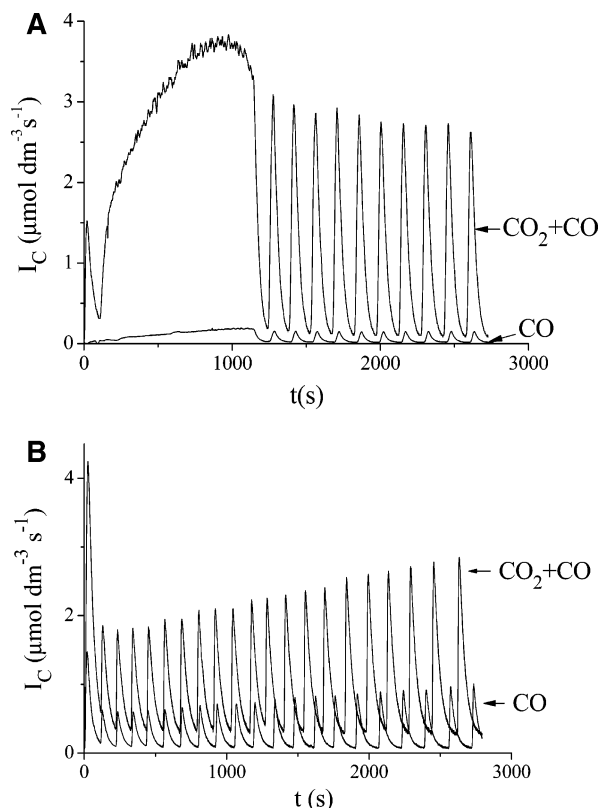 A
4
3
2
1
0
I_C (µmol dm⁻³ s⁻¹)
CO₂+CO
CO
0 1000 2000 3000
t(s)
B
4
2
0
I_C (µmol dm⁻³ s⁻¹)
CO₂+CO
CO
0 1000 2000 3000
t (s)